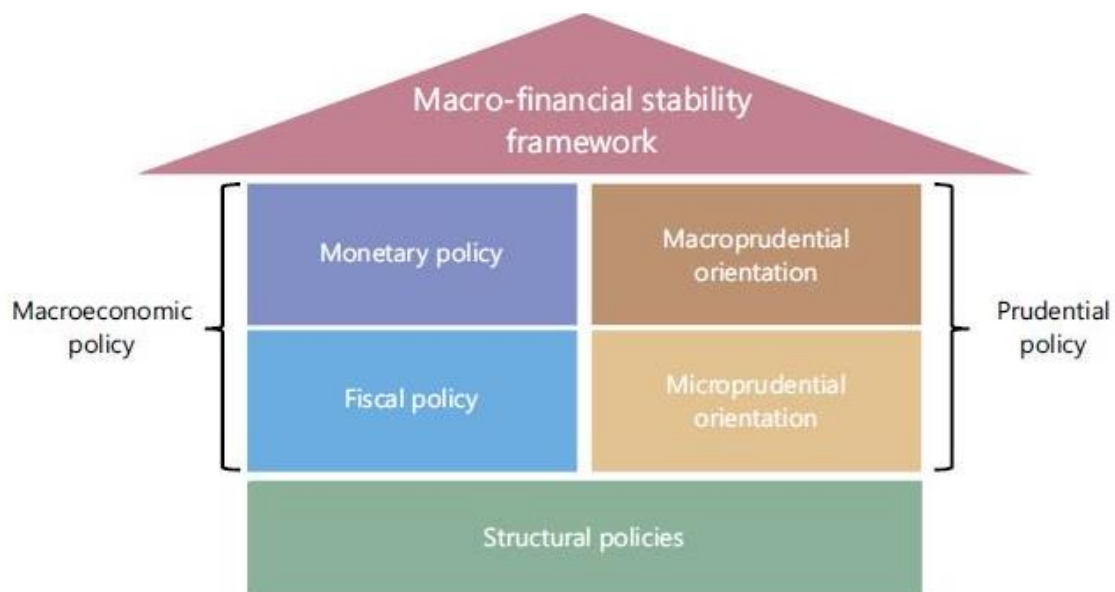 Macro-financial stability
framework
Monetary policy
Macroprudential
orientation
Macroeconomic
policy
Prudential
policy
Fiscal policy
Microprudential
orientation
Structural policies